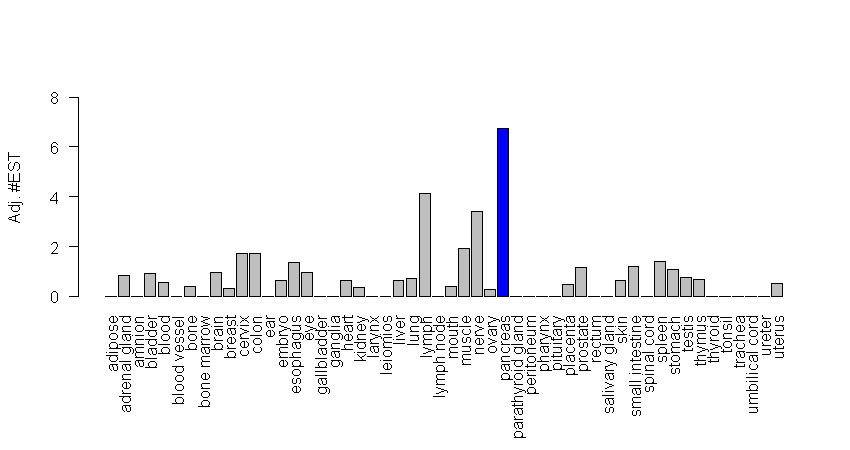 Adj. #EST
8
6
4
2
0
adipose
adrenal gland
amnion
bladder
blood
blood vessel
bone
bone marrow
brain
breast
cervix
colon
ear
embryo
esophagus
eye
gallbladder
ganglia
heart
kidney
larynx
leiomios
liver
lung
lymph
lymph node
mouth
muscle
nerve
ovary
pancreas
parathyroid gland
peritoneum
pharynx
pituitary
placenta
prostate
rectum
salivary gland
skin
small intestine
spinal cord
spleen
stomach
testis
thymus
thyroid
tonsil
trachea
umbilical cord
ureter
uterus